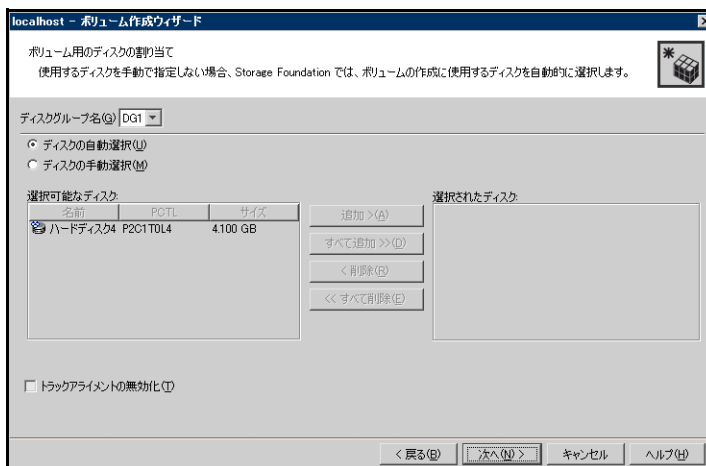 localhost - ボリューム作成ウィザード
ボリューム用のディスクの割り当て
使用するディスクを手動で指定しない場合、Storage Foundation では、ボリュームの作成に使用するディスクを自動的に選択します。
ディスクグループ名(G) DG1
ディスクの自動選択(U)
ディスクの手動選択(M)
選択可能なディスク:
選択されたディスク:
名前 PCTL サイズ
ハードディスク4 P2C1T0L4 4.100 GB
追加 >(A)
すべて追加 >>(D)
< 削除(R)
<< すべて削除(E)
トラックアライメントの無効化(T)
< 戻る(B) 次へ(N) > キャンセル ヘルプ(H)